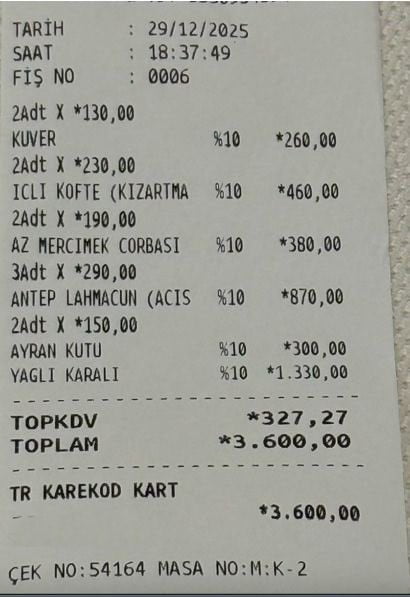 TARİH : 29/12/2025
SAAT : 18:37:49
FİŞ NO : 0006
2Adt X *130,00
KUVER %10 *260,00
2Adt X *230,00
ICLI KOFTE (KIZARTMA %10 *460,00
2Adt X *190,00
AZ MERCIMEK CORBASI %10 *380,00
3Adt X *290,00
ANTEP LAHMACUN (ACIS %10 *870,00
2Adt X *150,00
AYRAN KUTU %10 *300,00
YAGLI KARALI %10 *1.330,00
TOPKDV *327,27
TOPLAM *3.600,00
TR KAREKOD KART
*3.600,00
ÇEK NO:54164 MASA NO:M:K-2